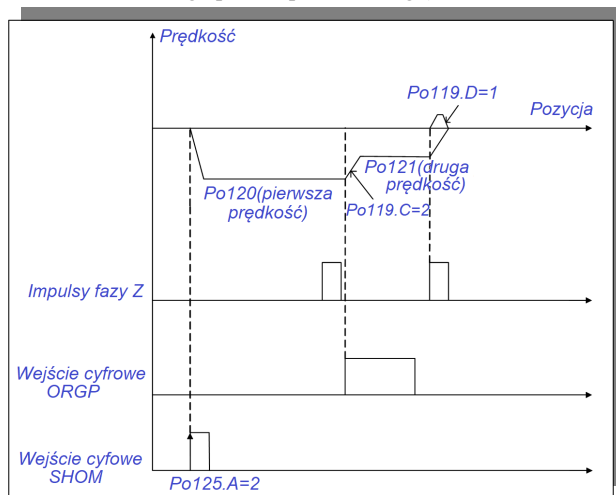 Prędkość
Po119.D=1
Pozycja
Po120(pierwsza
prędkość)
Po121(druga
prędkość)
Po119.C=2
Impulsy fazy Z
Wejście cyfrowe
ORGP
Wejście cyfowe
SHOM
Po125.A=2